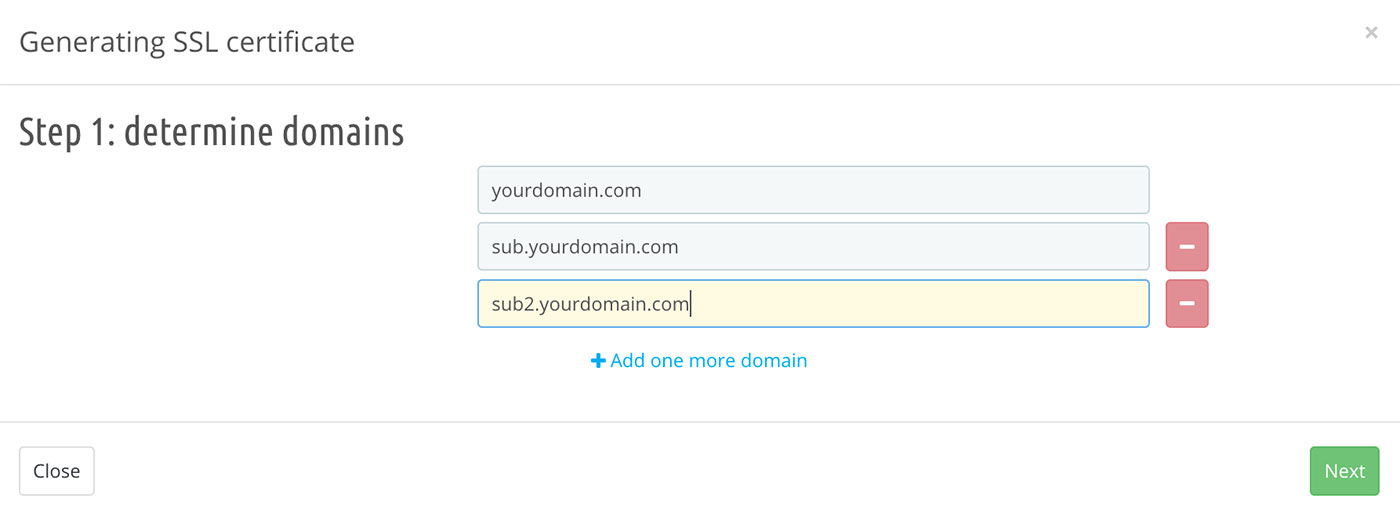 Generating SSL certificate
Step 1: determine domains
yourdomain.com
sub.yourdomain.com
sub2.yourdomain.com
Add one more domain
Close
Next